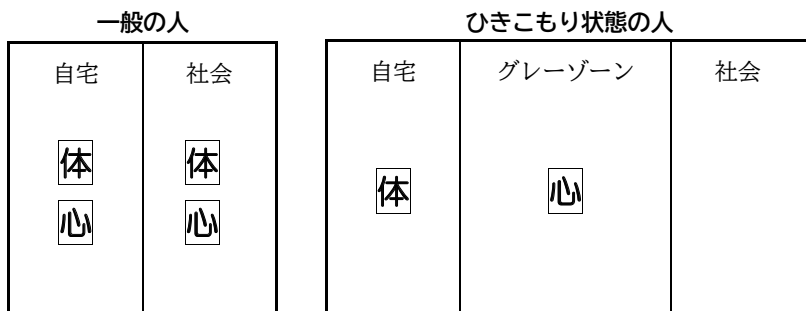 一般の人
自宅 社会
体 体
心 心
ひきこもり状態の人
自宅 グレーゾーン 社会
体 心